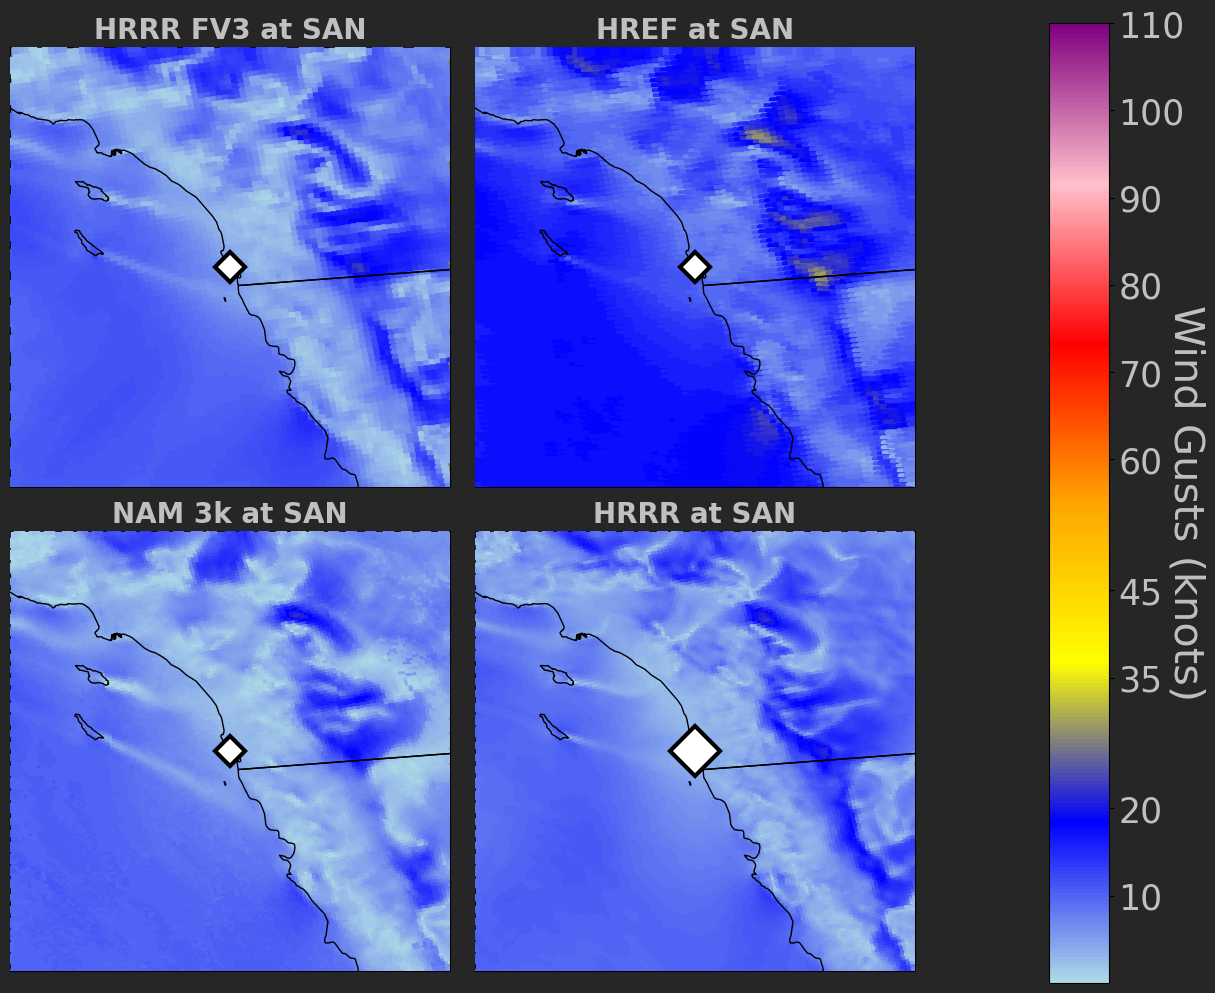 HRRR FV3 at SAN
HREF at SAN
NAM 3k at SAN
HRRR at SAN
110
100
90
80
70
60
45
35
20
10
Wind Gusts (knots)